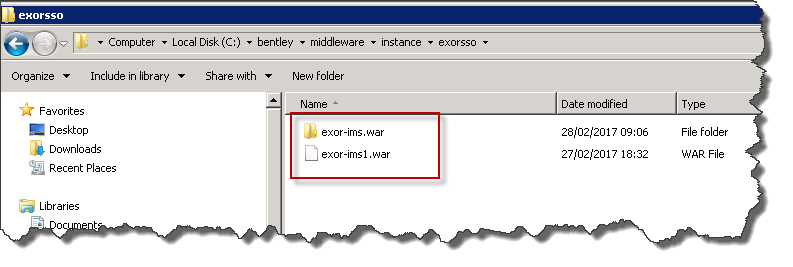 exorsso
Computer ▸ Local Disk (C:) ▸ bentley ▸ middleware ▸ instance ▸ exorsso
Organize Include in library Share with New folder
Favorites
Desktop
Downloads
Recent Places
Libraries
Documents
Name Date modified Type
exor-ims.war 28/02/2017 09:06 File folder
exor-ims1.war 27/02/2017 18:32 WAR File